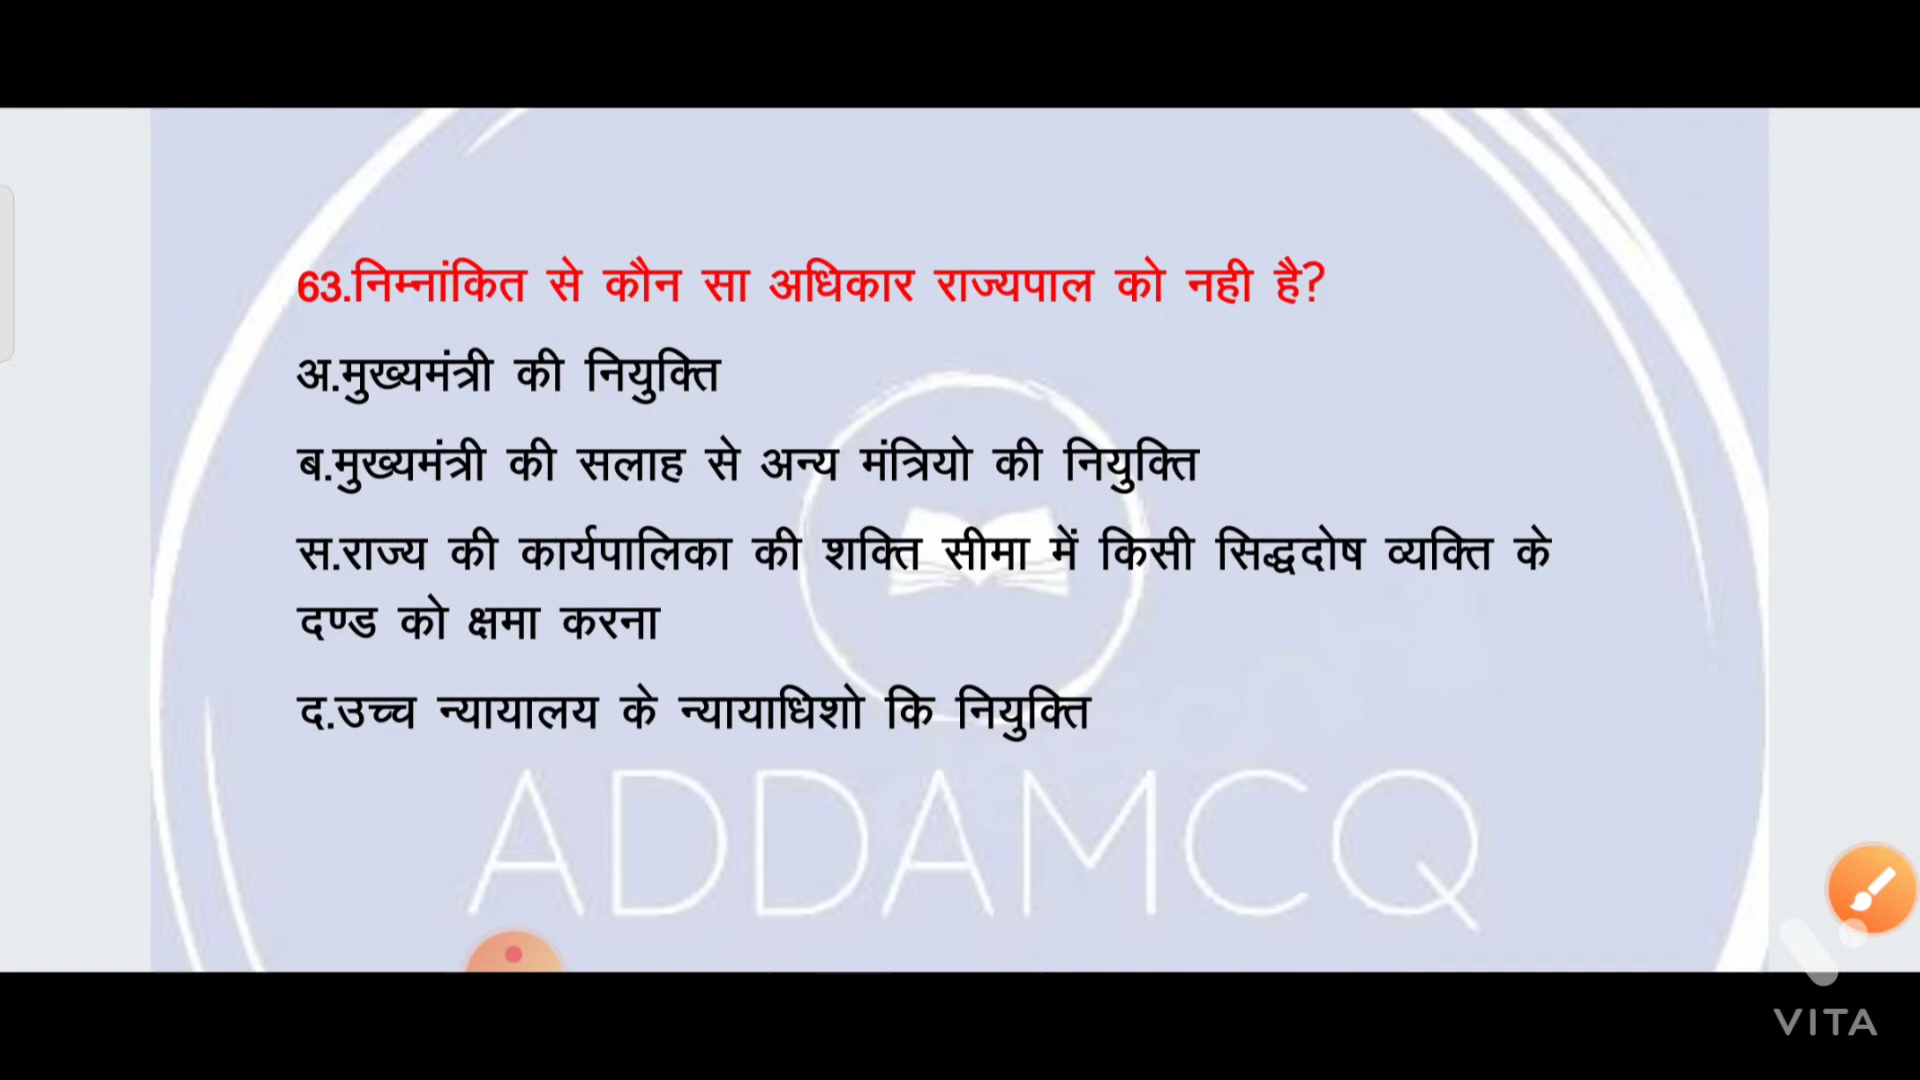 63.निम्नांकित से कौन सा अधिकार राज्यपाल को नही है?
अ.मुख्यमंत्री की नियुक्ति
ब.मुख्यमंत्री की सलाह से अन्य मंत्रियो की नियुक्ति
स.राज्य की कार्यपालिका की शक्ति सीमा में किसी सिद्धदोष व्यक्ति के
दण्ड को क्षमा करना
द.उच्च न्यायालय के न्यायाधिशो कि नियुक्ति
ADDAMCQ
VITA